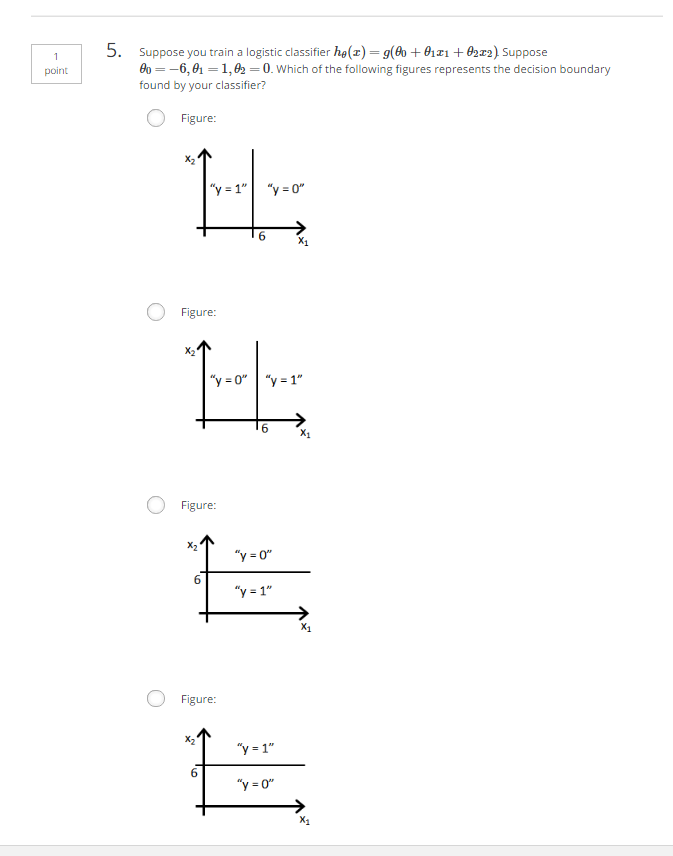 1
point
5. Suppose you train a logistic classifier hθ(x) = g(θ0 + θ1x1 + θ2x2). Suppose
θ0 = −6, θ1 = 1, θ2 = 0. Which of the following figures represents the decision boundary
found by your classifier?
Figure:
x2
"y = 1" "y = 0"
6
x1
Figure:
x2
"y = 0" "y = 1"
6
x1
Figure:
x2
"y = 0"
6
"y = 1"
x1
Figure:
x2
"y = 1"
6
"y = 0"
x1